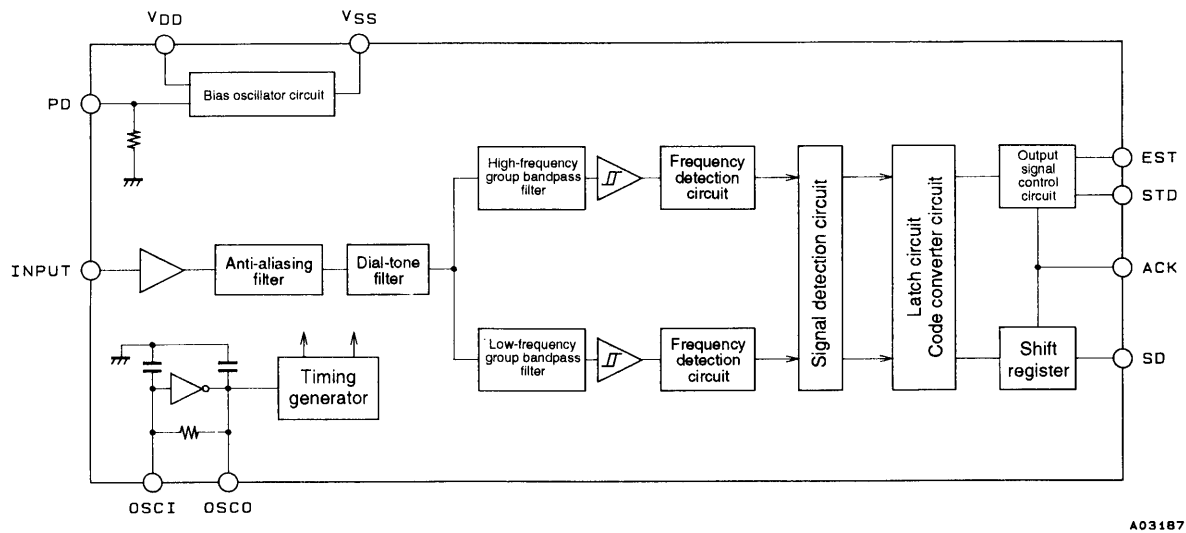 VDD
VSS
PD
Bias oscillator circuit
INPUT
Anti-aliasing
filter
Dial-tone
filter
High-frequency
group bandpass
filter
Frequency
detection
circuit
Low-frequency
group bandpass
filter
Frequency
detection
circuit
Signal detection circuit
Latch circuit
Code converter circuit
Output
signal
control
circuit
Shift
register
EST
STD
ACK
SD
Timing
generator
OSCI
OSCO
A03187